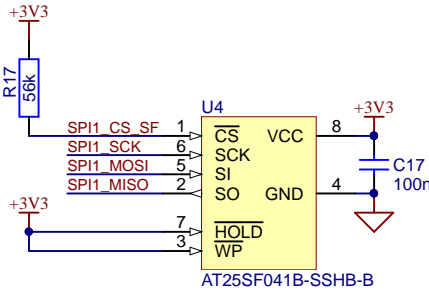 +3V3
R17
56k
U4
+3V3
SPI1_CS_SF 1 CS VCC 8
SPI1_SCK 6 SCK
SPI1_MOSI 5 SI
SPI1_MISO 2 SO GND 4
C17
100n
+3V3
7 HOLD
3 WP
AT25SF041B-SSHB-B